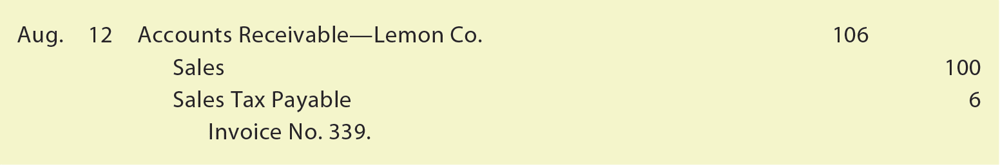 Aug. 12 Accounts Receivable—Lemon Co. 106
Sales 100
Sales Tax Payable 6
Invoice No. 339.